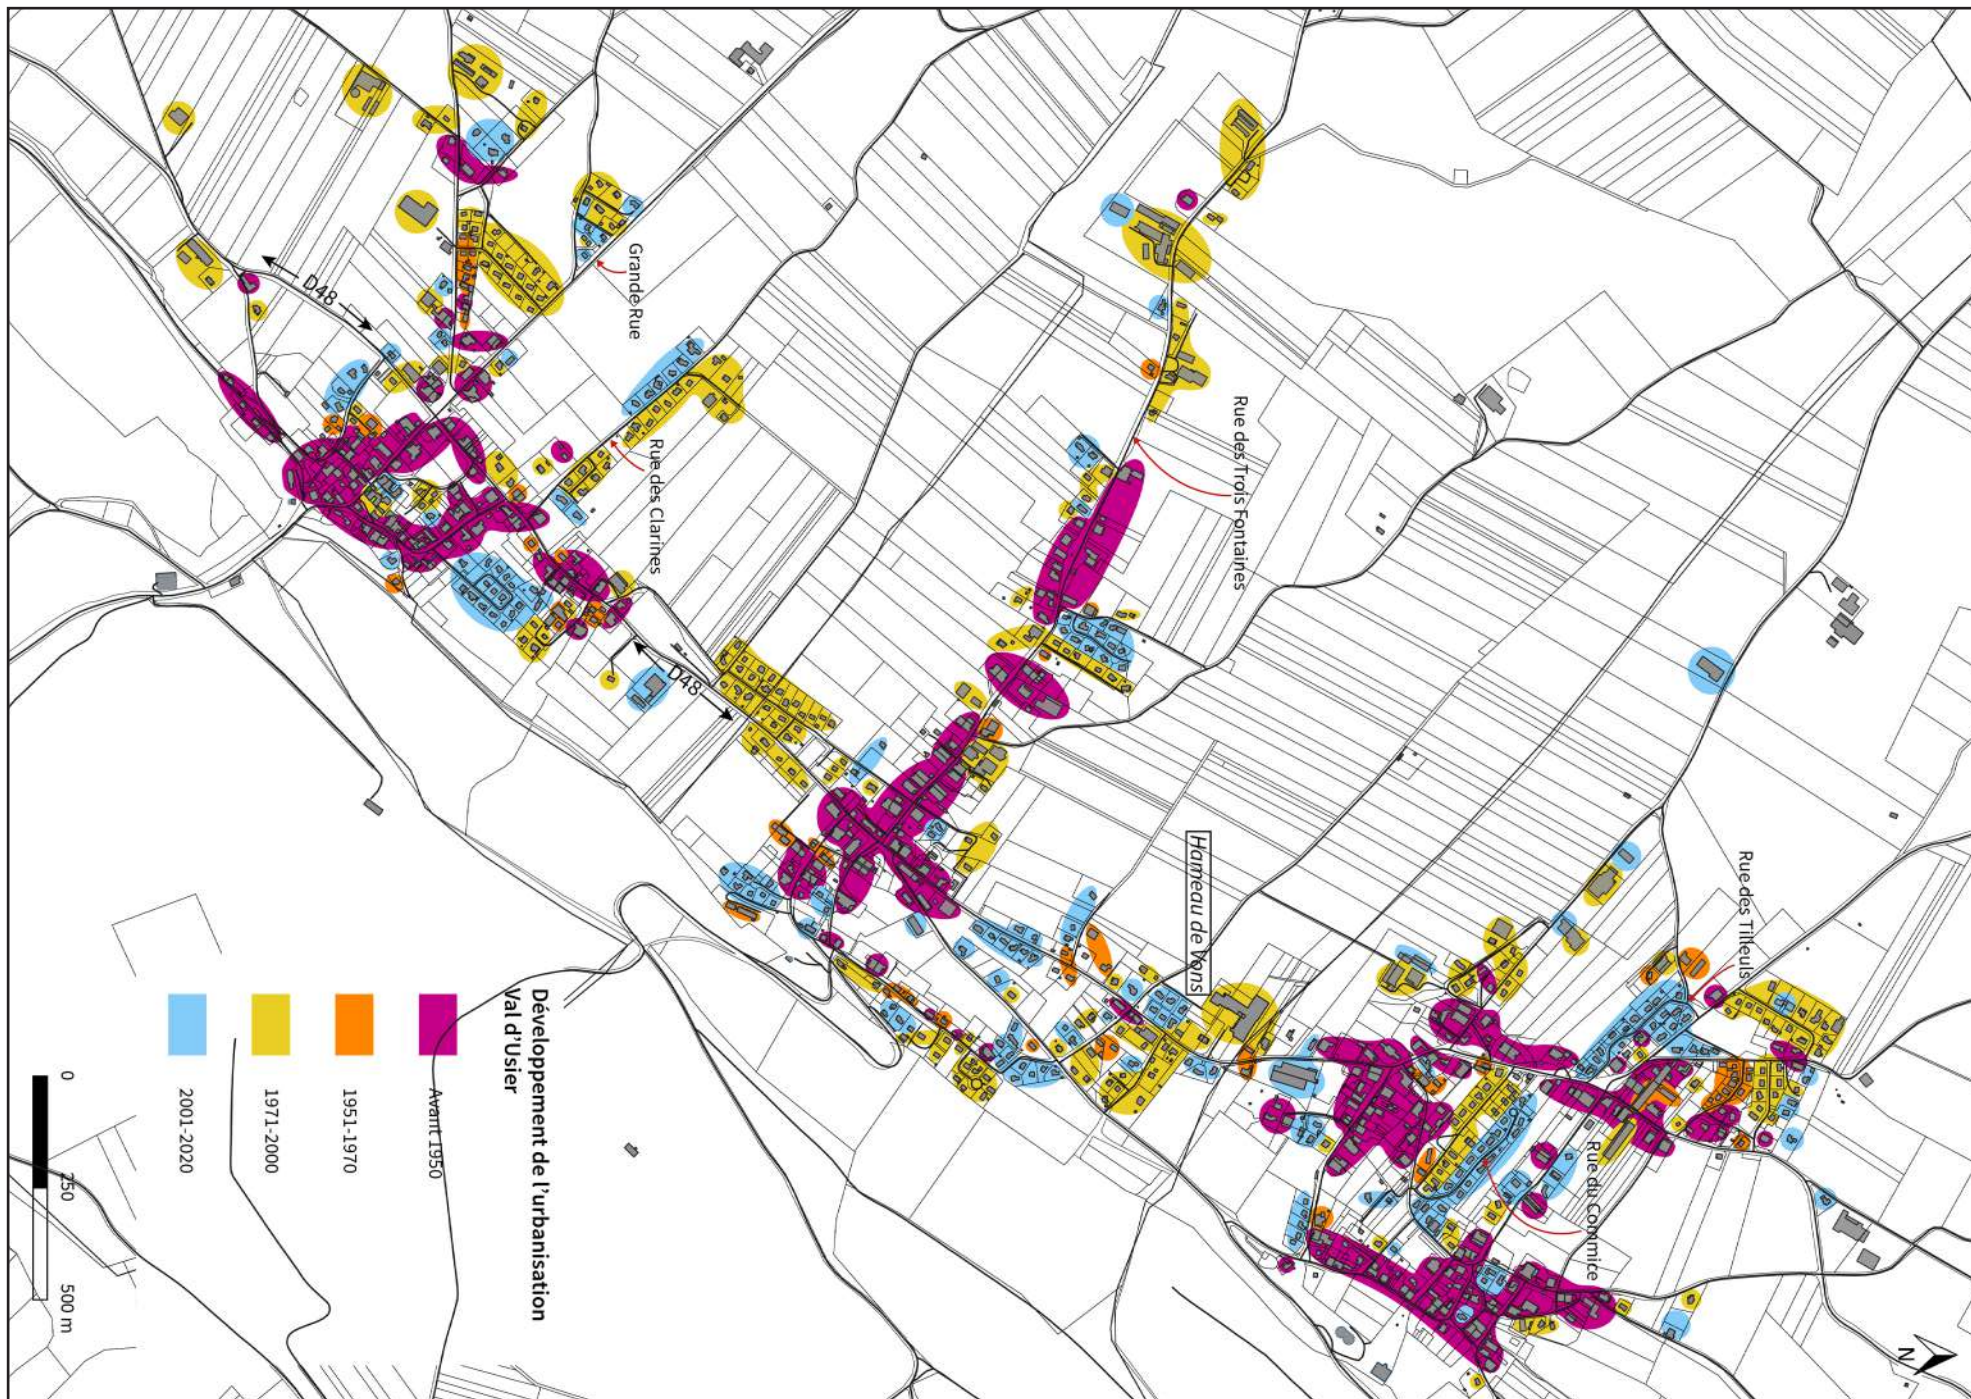 Développement de l'urbanisation
Val d'Usier
Avant 1950
1951-1970
1971-2000
2001-2020
0
250
500 m
N
Rue des Tilleuls
Rue du Commice
Hameau de Vons
Rue des Trois Fontaines
Grande Rue
Rue des Clarines
D48
D48